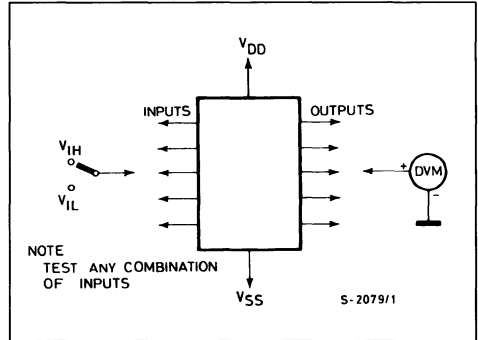 VDD
INPUTS
OUTPUTS
VIH
VIL
+
DVM
-
NOTE
TEST ANY COMBINATION
OF INPUTS
VSS
S-2079/1